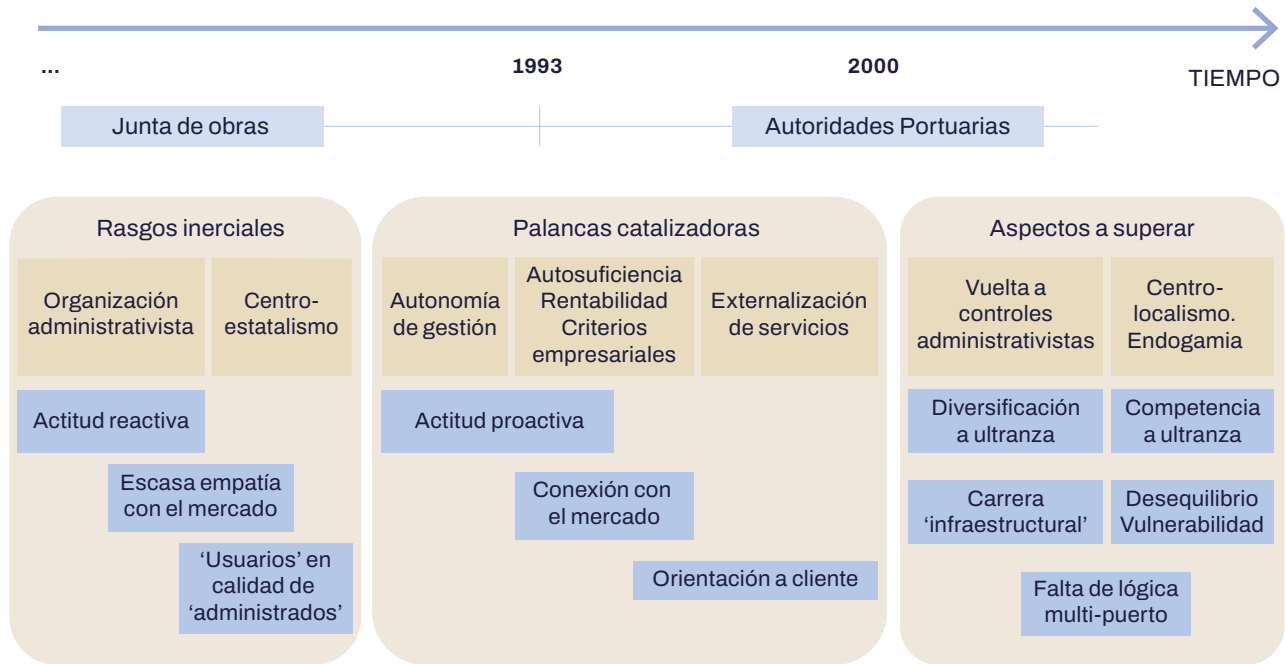 ...
1993
2000
TIEMPO
Junta de obras
Autoridades Portuarias
Rasgos inerciales
Organización
administrativista
Centro-
estatalismo
Actitud reactiva
Escasa empatía
con el mercado
‘Usuarios’ en
calidad de
‘administrados’
Palancas catalizadoras
Autonomía
de gestión
Autosuficiencia
Rentabilidad
Criterios
empresariales
Externalización
de servicios
Actitud proactiva
Conexión con
el mercado
Orientación a cliente
Aspectos a superar
Vuelta a
controles
administrativistas
Centro-
localismo.
Endogamia
Diversificación
a ultranza
Competencia
a ultranza
Carrera
‘infraestructural’
Desequilibrio
Vulnerabilidad
Falta de lógica
multi-puerto